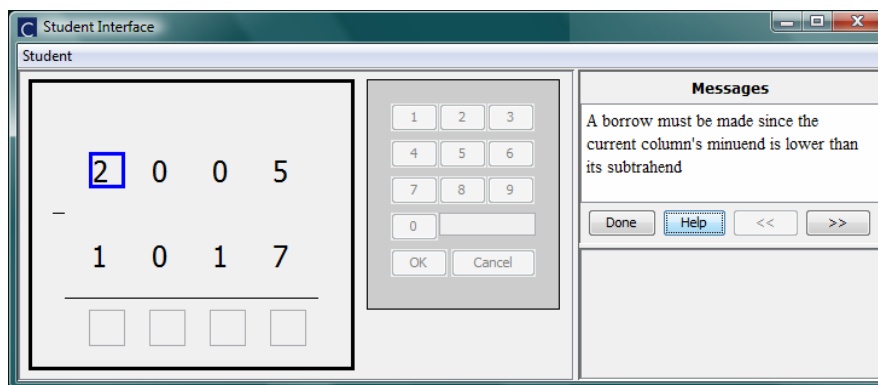 C Student Interface
Student
2 0 0 5
–
1 0 1 7
1 2 3
4 5 6
7 8 9
0
OK Cancel
Messages
A borrow must be made since the
current column's minuend is lower than
its subtrahend
Done Help << >>